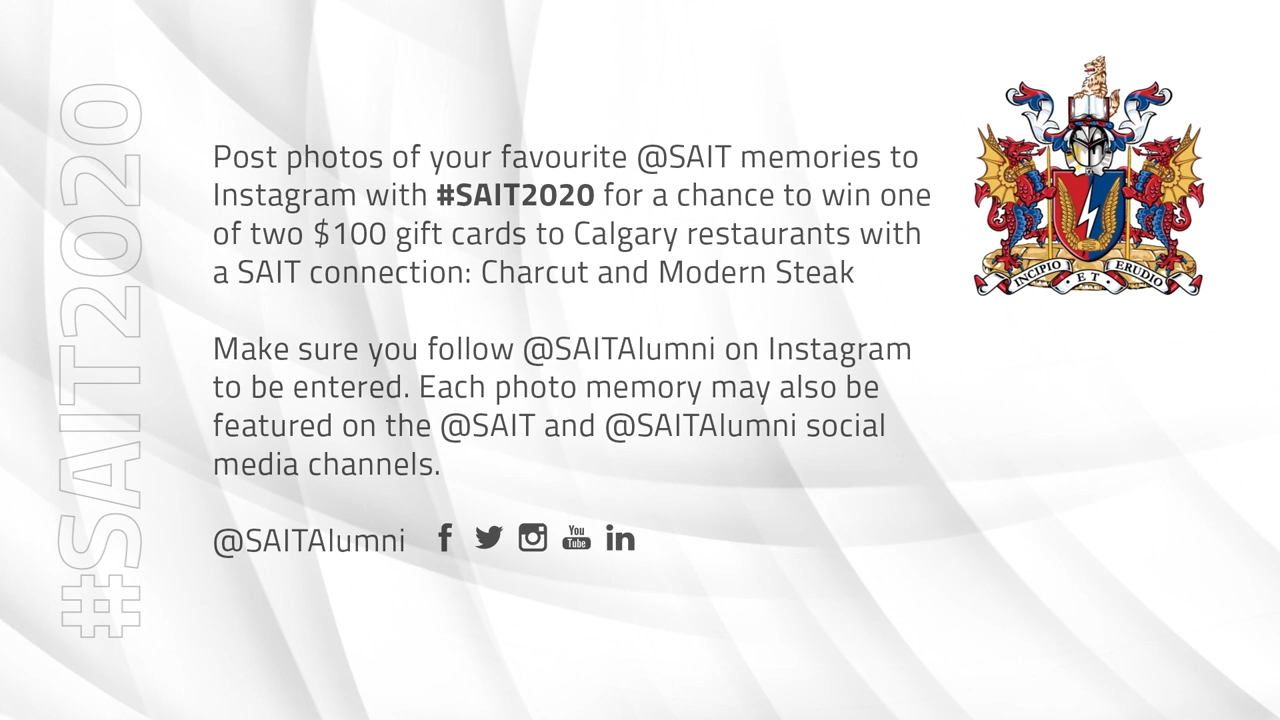 #SAIT2020
Post photos of your favourite @SAIT memories to
Instagram with #SAIT2020 for a chance to win one
of two $100 gift cards to Calgary restaurants with
a SAIT connection: Charcut and Modern Steak
Make sure you follow @SAITAlumni on Instagram
to be entered. Each photo memory may also be
featured on the @SAIT and @SAITAlumni social
media channels.
@SAITAlumni f You Tube in
INCIPIO ET ERUDIO